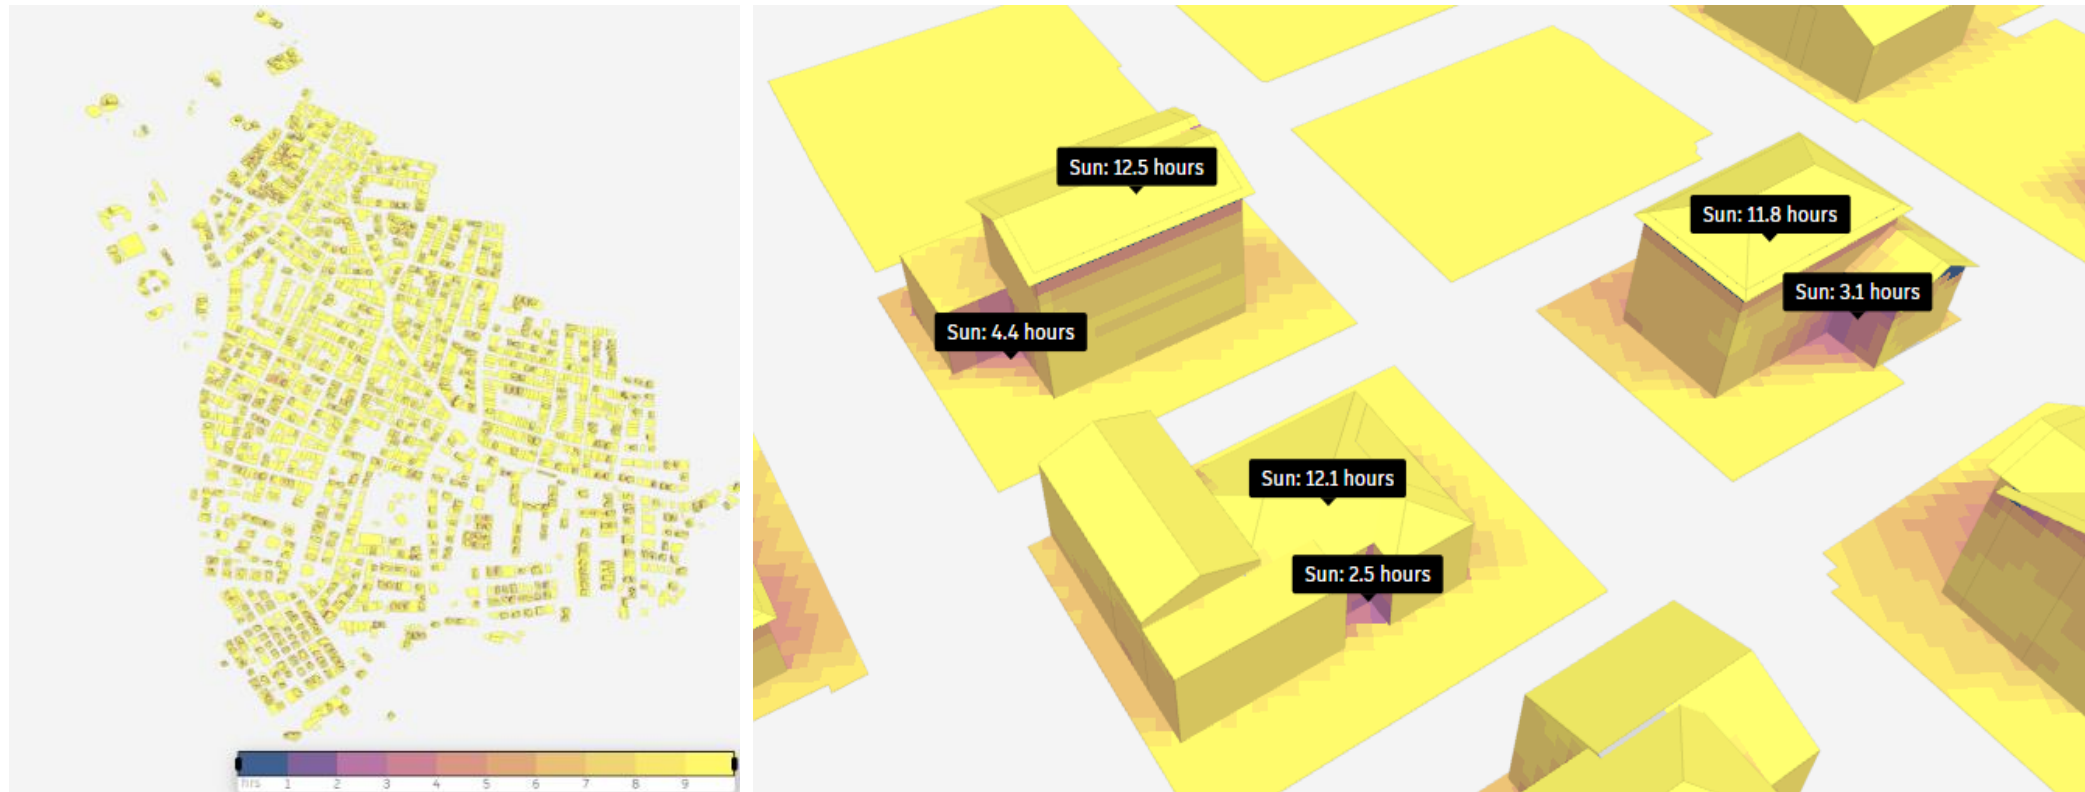 hrs 1 2 3 4 5 6 7 8 9
Sun: 12.5 hours
Sun: 11.8 hours
Sun: 3.1 hours
Sun: 4.4 hours
Sun: 12.1 hours
Sun: 2.5 hours